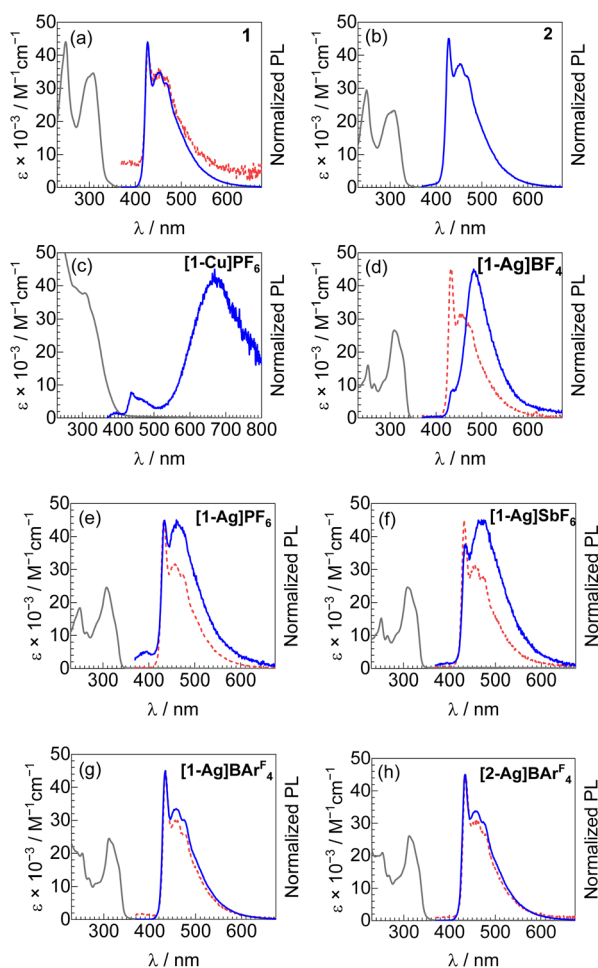 (a) 1
50
40
30
20
10
0
300 400 500 600
λ / nm
ε × 10⁻³ / M⁻¹cm⁻¹
Normalized PL
(b) 2
50
40
30
20
10
0
300 400 500 600
λ / nm
ε × 10⁻³ / M⁻¹cm⁻¹
Normalized PL
(c) [1-Cu]PF₆
50
40
30
20
10
0
300 400 500 600 700 800
λ / nm
ε × 10⁻³ / M⁻¹cm⁻¹
Normalized PL
(d) [1-Ag]BF₄
50
40
30
20
10
0
300 400 500 600
λ / nm
ε × 10⁻³ / M⁻¹cm⁻¹
Normalized PL
(e) [1-Ag]PF₆
50
40
30
20
10
0
300 400 500 600
λ / nm
ε × 10⁻³ / M⁻¹cm⁻¹
Normalized PL
(f) [1-Ag]SbF₆
50
40
30
20
10
0
300 400 500 600
λ / nm
ε × 10⁻³ / M⁻¹cm⁻¹
Normalized PL
(g) [1-Ag]BArᶠ₄
50
40
30
20
10
0
300 400 500 600
λ / nm
ε × 10⁻³ / M⁻¹cm⁻¹
Normalized PL
(h) [2-Ag]BArᶠ₄
50
40
30
20
10
0
300 400 500 600
λ / nm
ε × 10⁻³ / M⁻¹cm⁻¹
Normalized PL